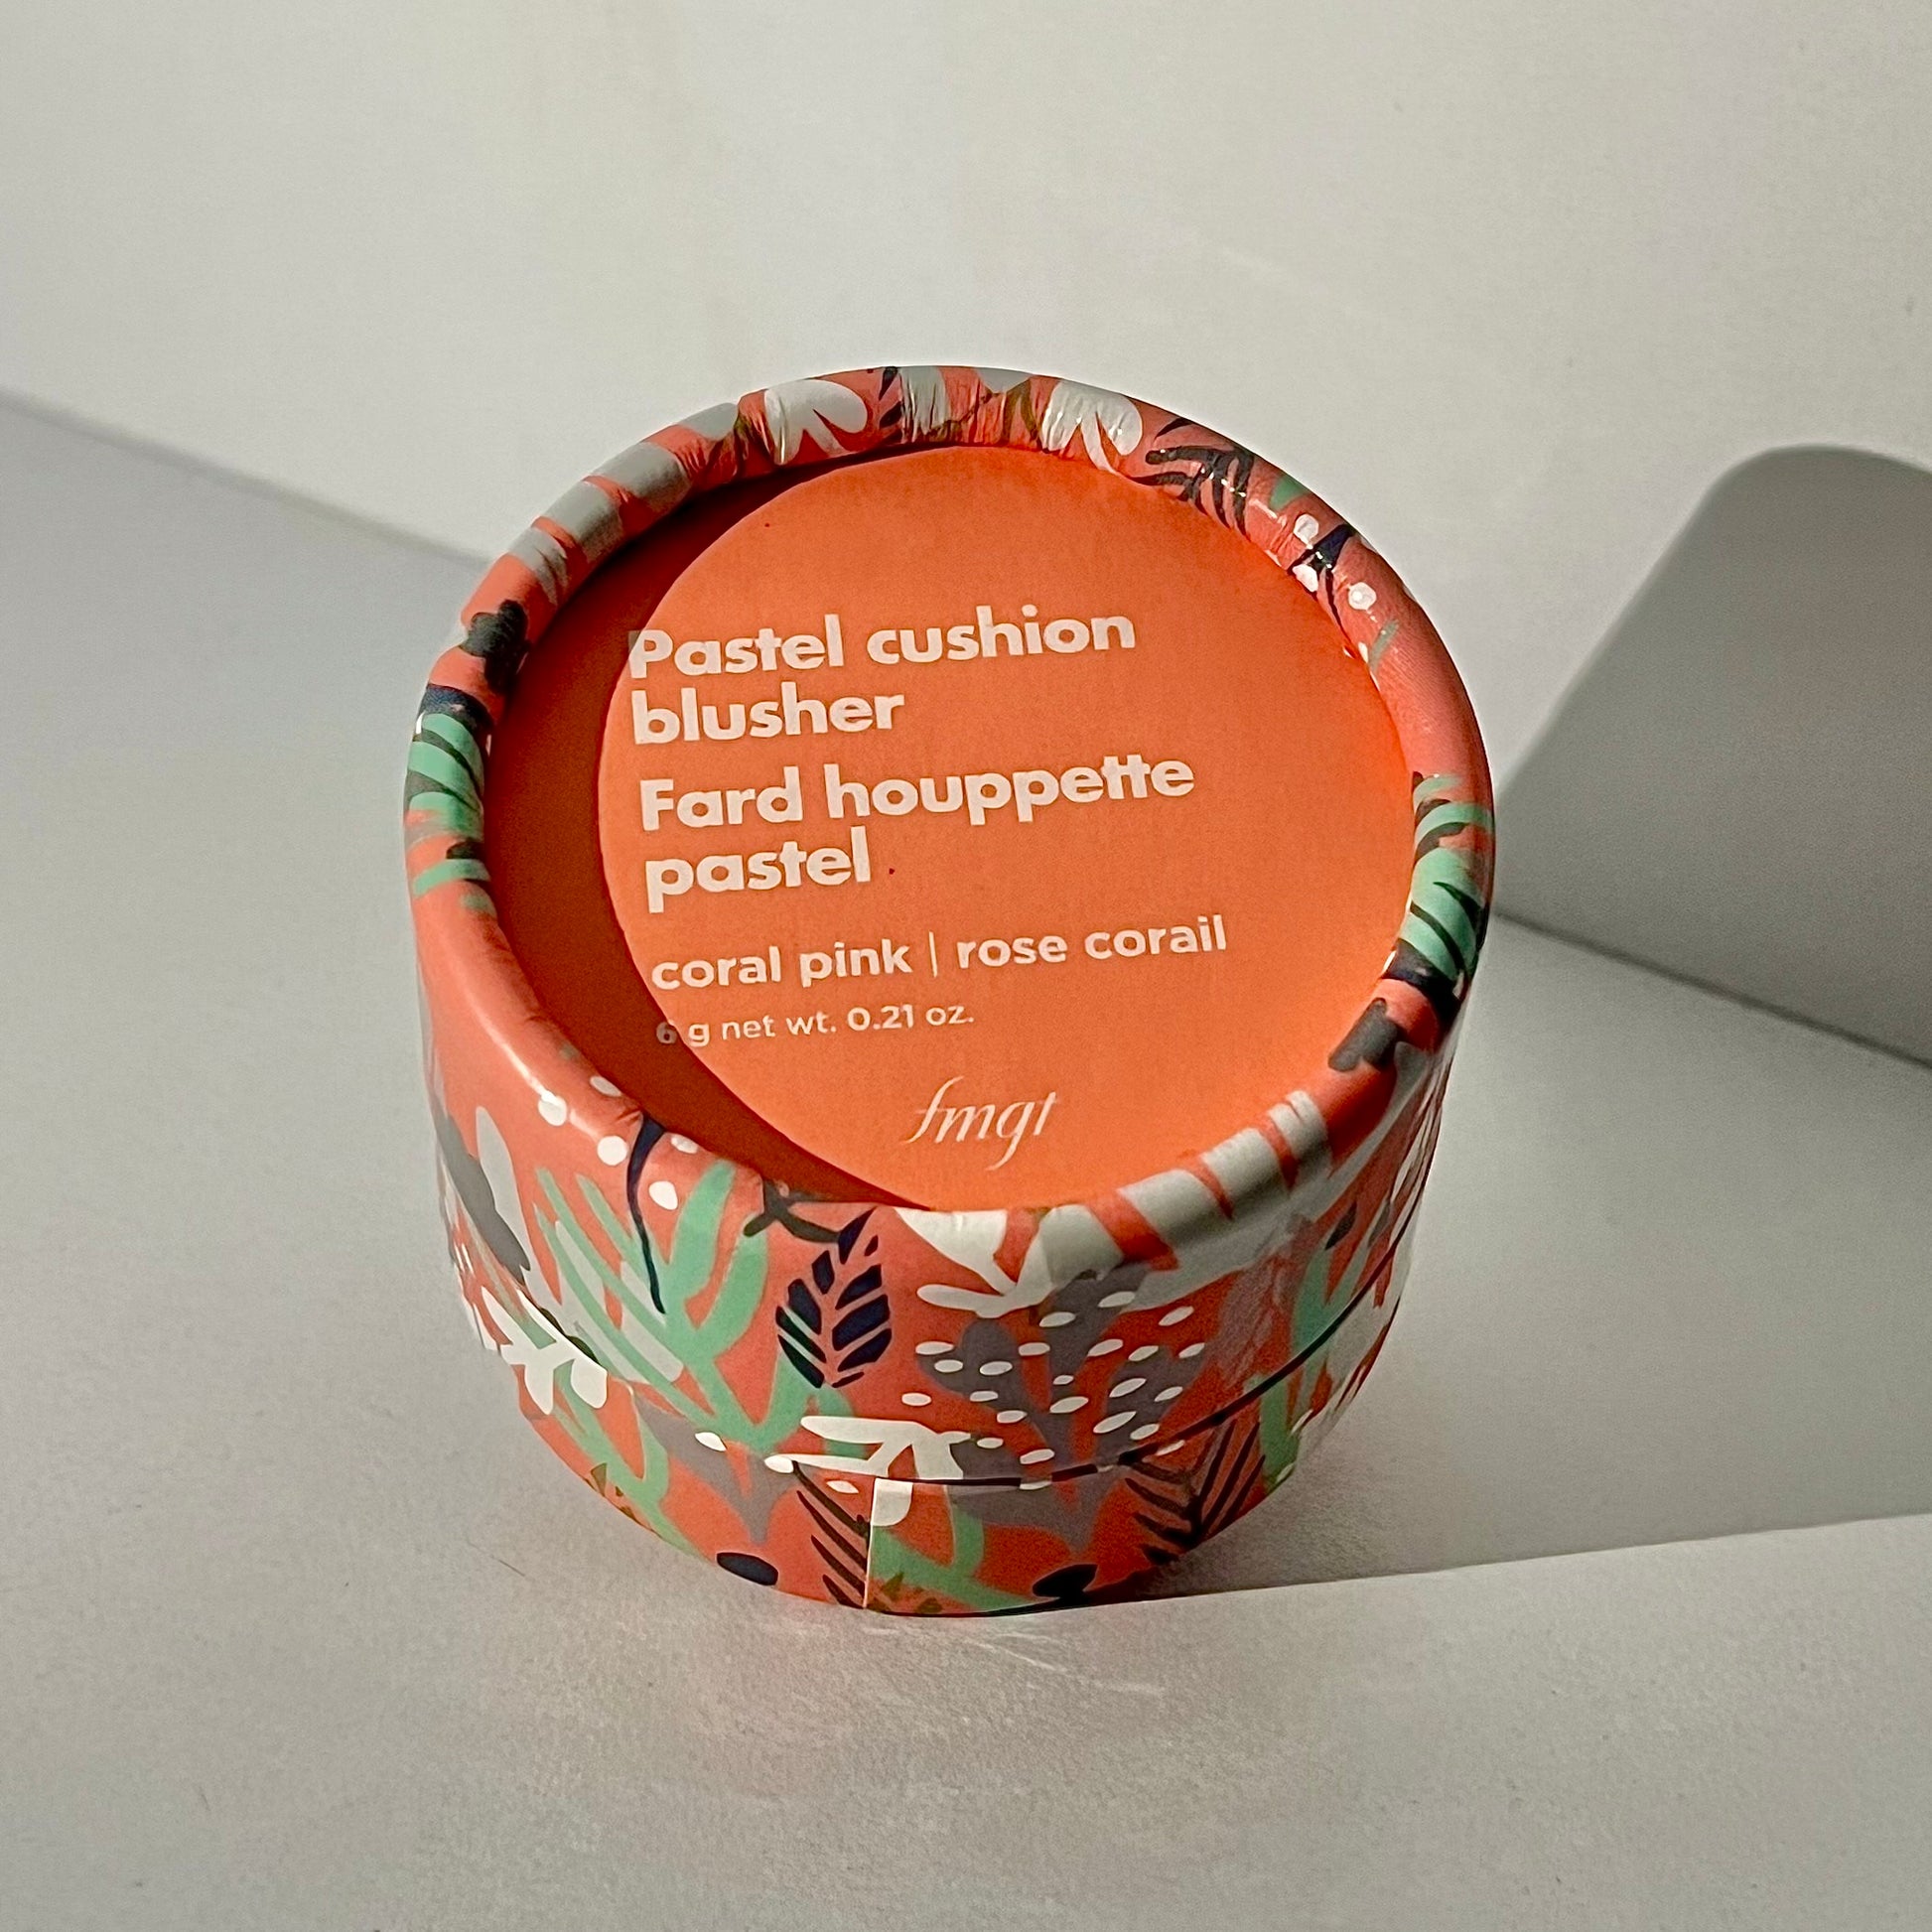 Pastel cushion
blusher
Fard houppette
pastel
coral pink | rose corail
6 g net wt. 0.21 oz.
fmgt